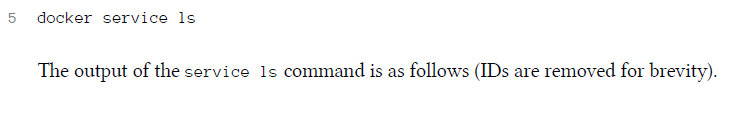 5 docker service ls
The output of the service ls command is as follows (IDs are removed for brevity).